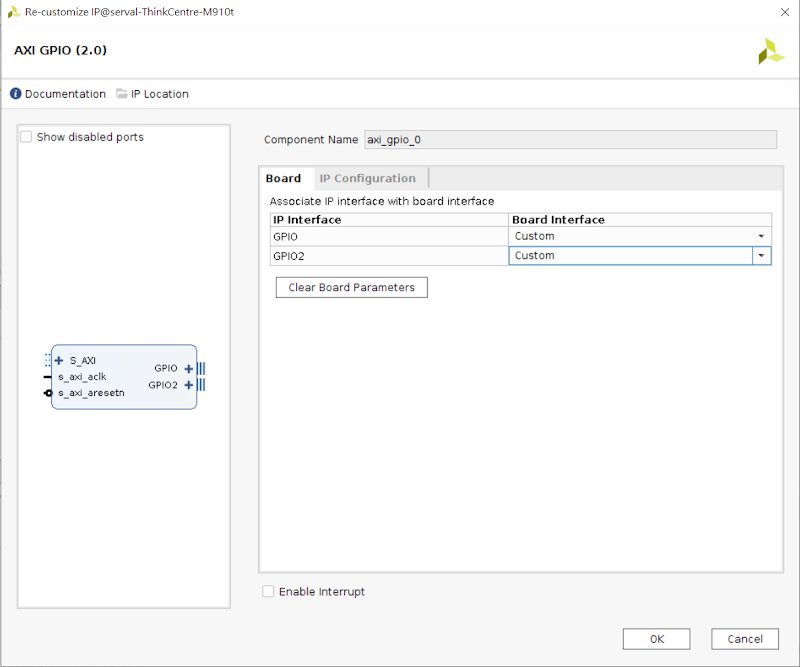 Re-customize IP@serval-ThinkCentre-M910t
AXI GPIO (2.0)
Documentation IP Location
Show disabled ports
S_AXI
s_axi_aclk
s_axi_aresetn
GPIO
GPIO2
Component Name axi_gpio_0
Board IP Configuration
Associate IP interface with board interface
IP Interface Board Interface
GPIO Custom
GPIO2 Custom
Clear Board Parameters
Enable Interrupt
OK Cancel